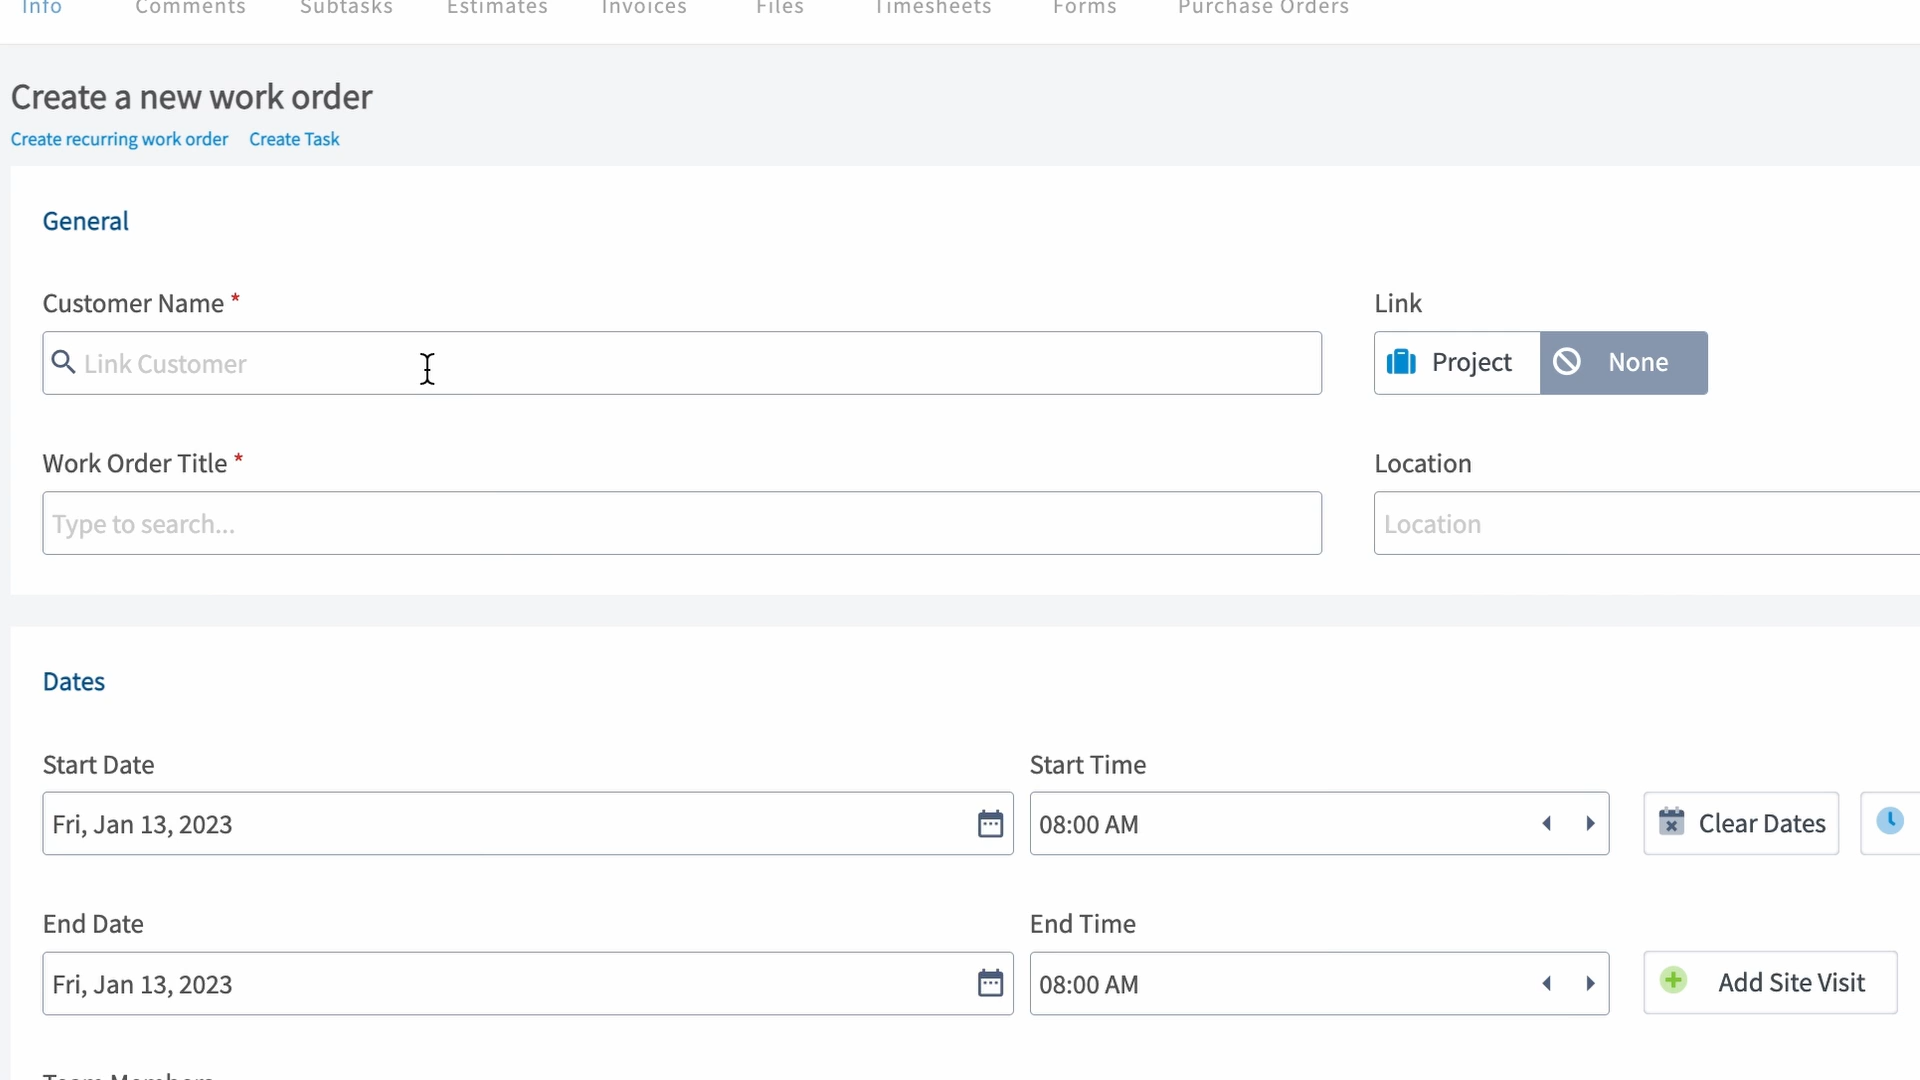 Info Comments Subtasks Estimates Invoices Files Timesheets Forms Purchase Orders
Create a new work order
Create recurring work order Create Task
General
Customer Name * Link
Link Customer Project None
Work Order Title * Location
Type to search... Location
Dates
Start Date Start Time
Fri, Jan 13, 2023 08:00 AM Clear Dates
End Date End Time
Fri, Jan 13, 2023 08:00 AM Add Site Visit
Team Members